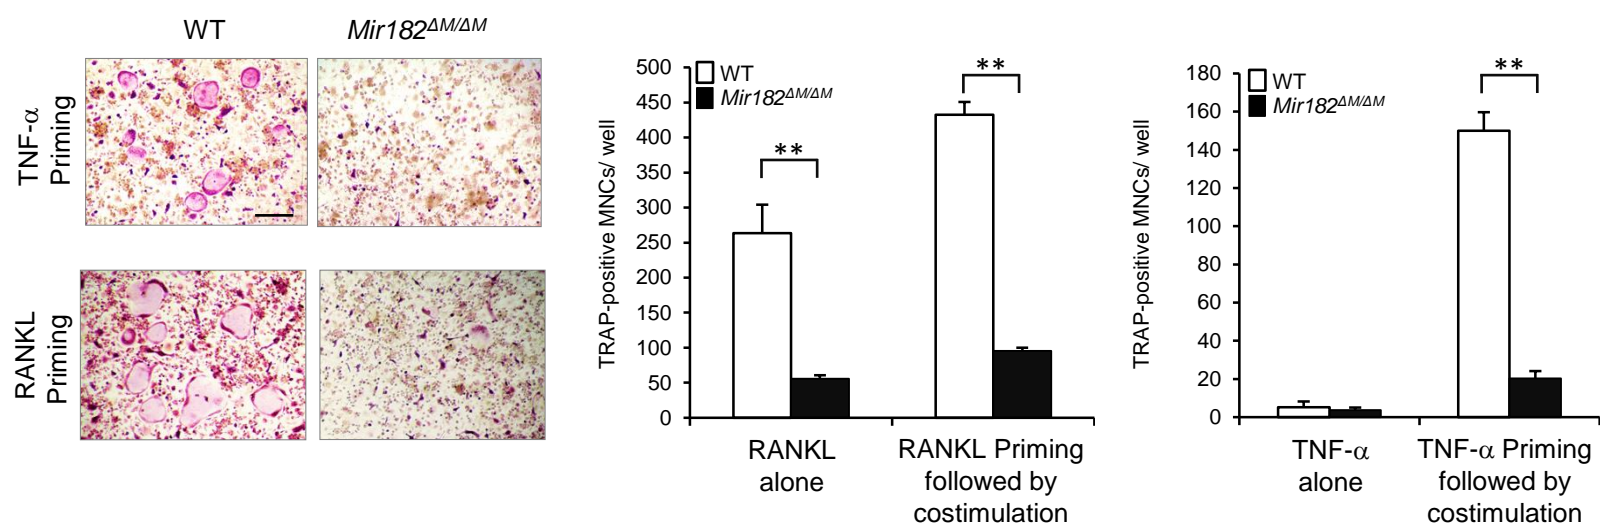 WT
Mir182ΔM/ΔM
TNF-α
Priming
RANKL
Priming
TRAP-positive MNCs/ well
500
450
400
350
300
250
200
150
100
50
0
WT
Mir182ΔM/ΔM
**
**
RANKL
alone
RANKL Priming
followed by
costimulation
TRAP-positive MNCs/ well
180
160
140
120
100
80
60
40
20
0
WT
Mir182ΔM/ΔM
**
TNF-α
alone
TNF-α Priming
followed by
costimulation